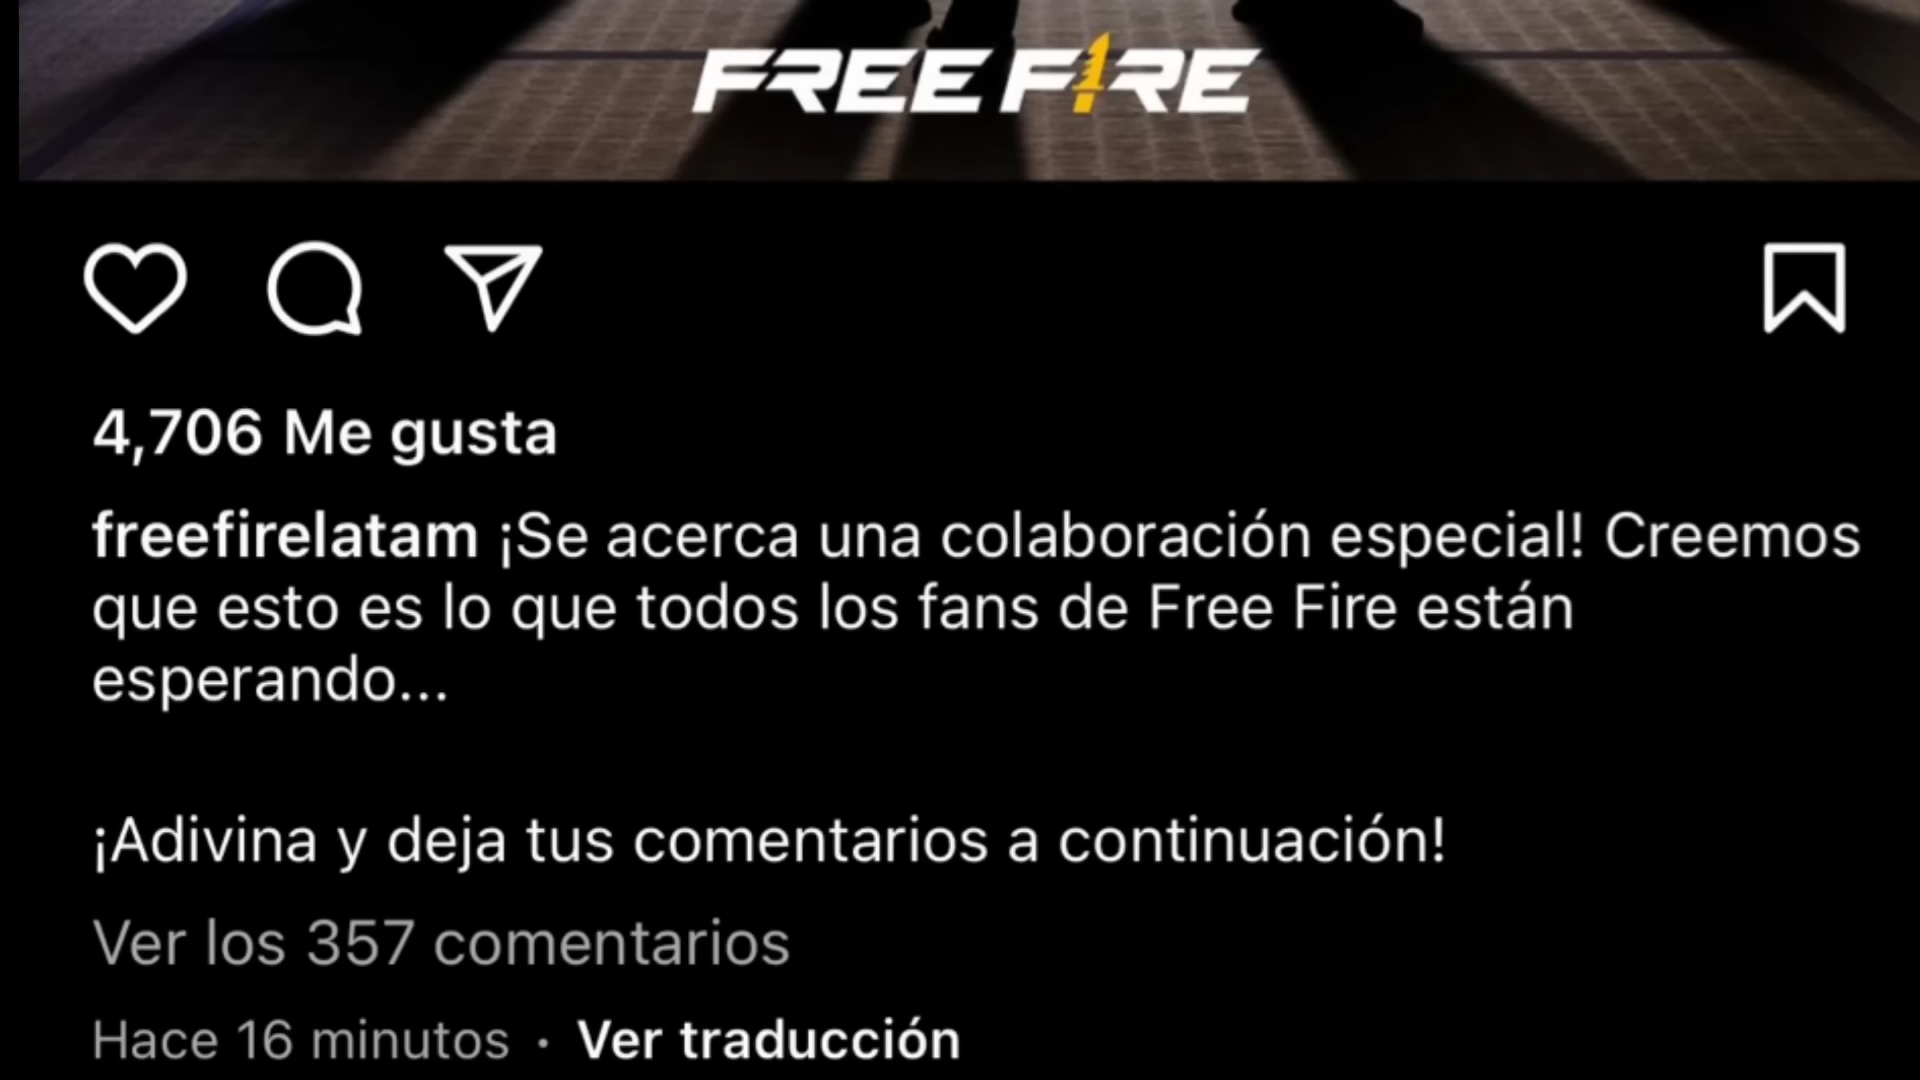 FREE FIRE
4,706 Me gusta
freefirelatam ¡Se acerca una colaboración especial! Creemos
que esto es lo que todos los fans de Free Fire están
esperando...
¡Adivina y deja tus comentarios a continuación!
Ver los 357 comentarios
Hace 16 minutos · Ver traducción